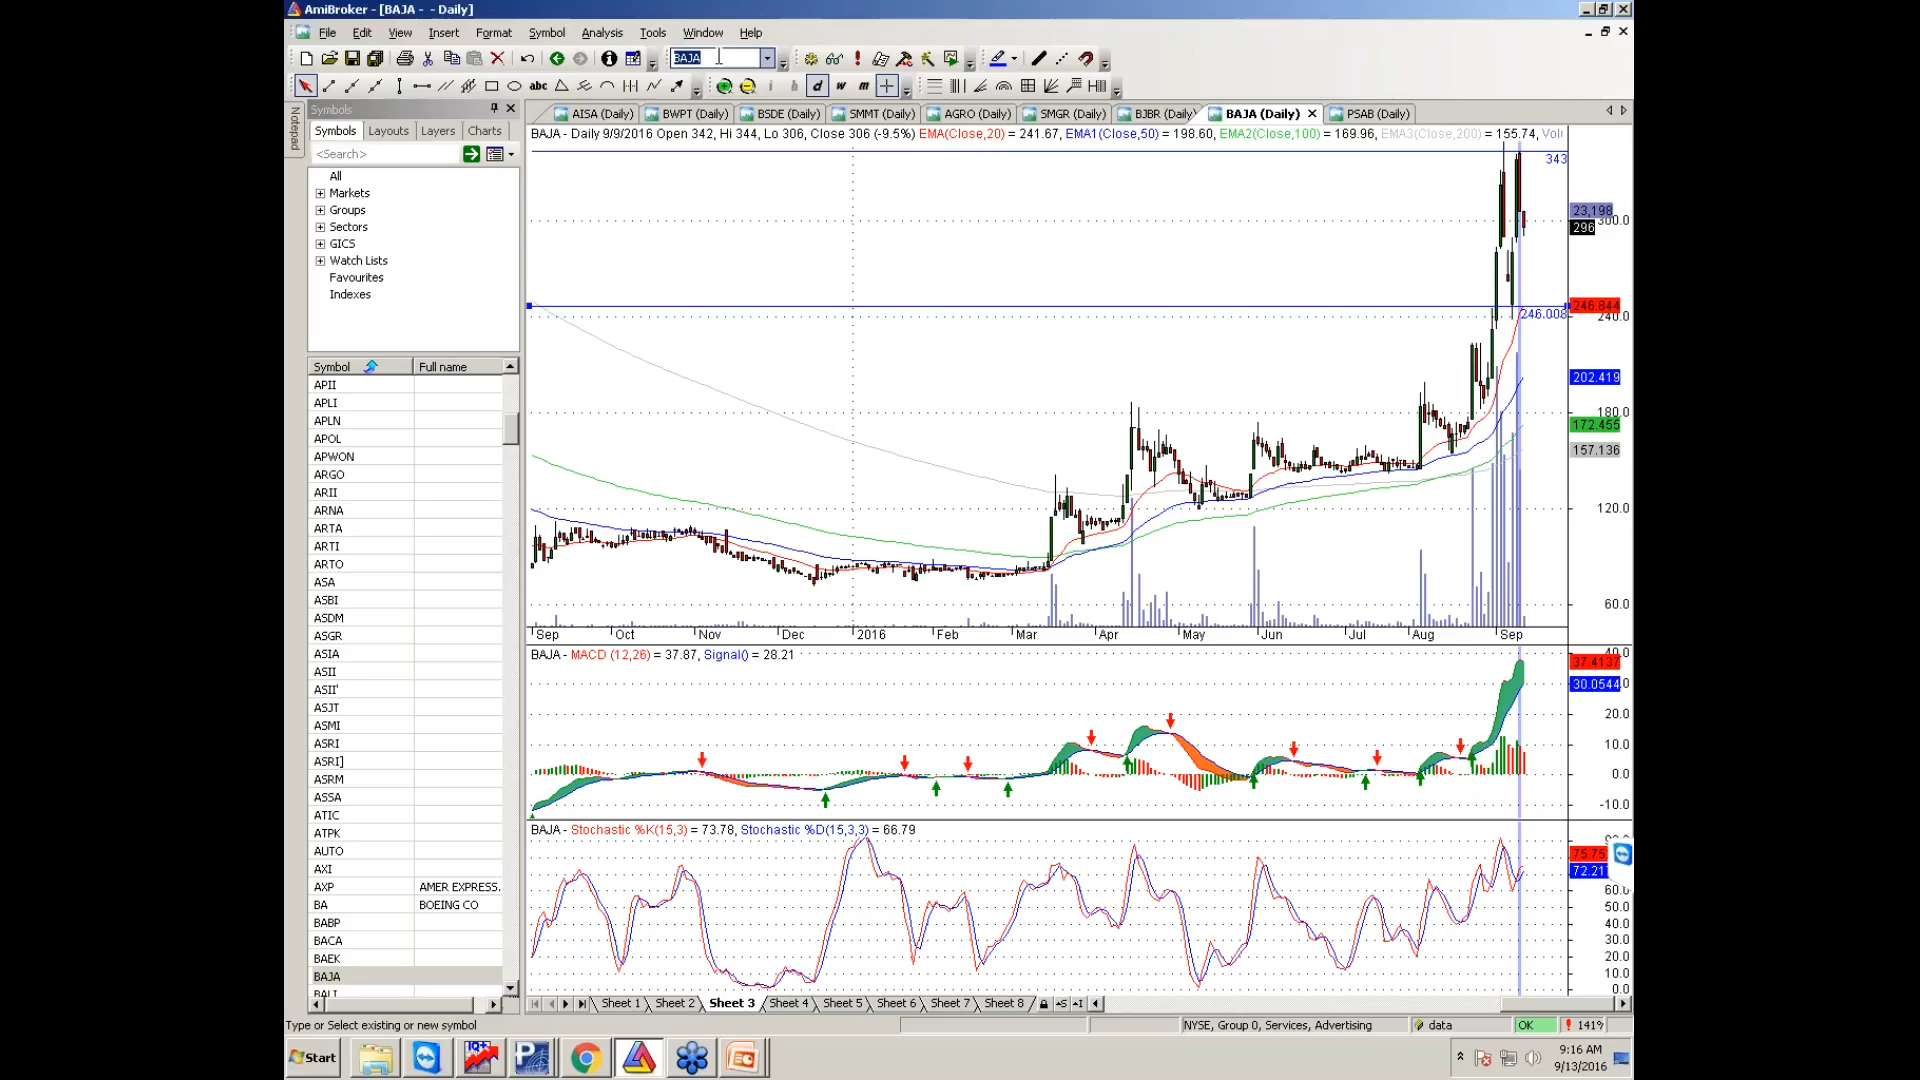 AmiBroker - [BAJA - - Daily]
File Edit View Insert Format Symbol Analysis Tools Window Help
BAJA
abc i h d w m
Notepad
Symbols
Symbols Layouts Layers Charts
<Search>
All
Markets
Groups
Sectors
GICS
Watch Lists
Favourites
Indexes
Symbol Full name
APII
APLI
APLN
APOL
APWON
ARGO
ARII
ARNA
ARTA
ARTI
ARTO
ASA
ASBI
ASDM
ASGR
ASIA
ASII
ASII'
ASJT
ASMI
ASRI
ASRI]
ASRM
ASSA
ATIC
ATPK
AUTO
AXI
AXP AMER EXPRESS.
BA BOEING CO
BABP
BACA
BAEK
BAJA
BALI
AISA (Daily) BWPT (Daily) BSDE (Daily) SMMT (Daily) AGRO (Daily) SMGR (Daily) BJBR (Daily) BAJA (Daily) PSAB (Daily)
BAJA - Daily 9/9/2016 Open 342, Hi 344, Lo 306, Close 306 (-9.5%) EMA(Close,20) = 241.67, EMA1(Close,50) = 198.60, EMA2(Close,100) = 169.96, EMA3(Close,200) = 155.74, Vol
343
23,198
300.0
296
246.844
246.008
240.0
202.419
180.0
172.455
157.136
120.0
60.0
Sep Oct Nov Dec 2016 Feb Mar Apr May Jun Jul Aug Sep
BAJA - MACD (12,26) = 37.87, Signal() = 28.21
40.0
37.4137
30.0544
20.0
10.0
0.0
-10.0
BAJA - Stochastic %K(15,3) = 73.78, Stochastic %D(15,3,3) = 66.79
75.75
72.21
60.0
50.0
40.0
30.0
20.0
10.0
0.0
Sheet 1 Sheet 2 Sheet 3 Sheet 4 Sheet 5 Sheet 6 Sheet 7 Sheet 8
Type or Select existing or new symbol NYSE, Group 0, Services, Advertising data OK
Start IQ+ P
9:16 AM
9/13/2016